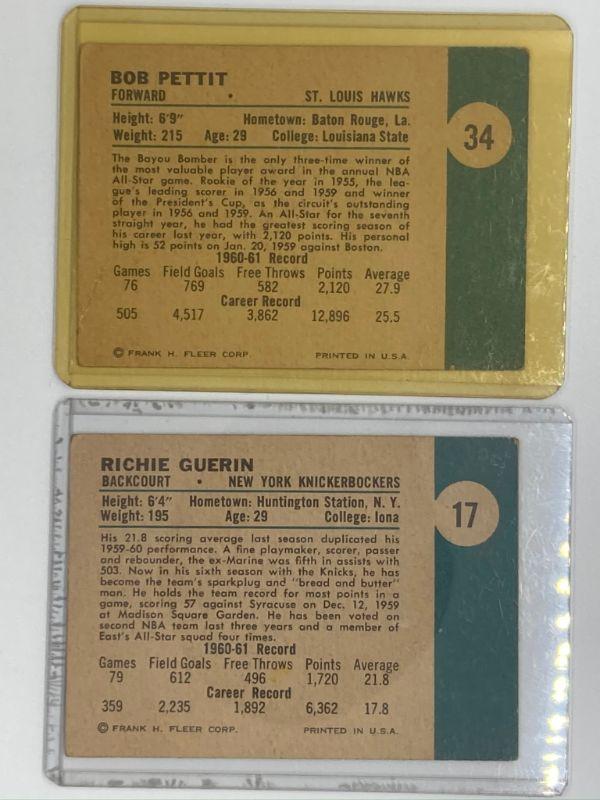 BOB PETTIT
FORWARD • ST. LOUIS HAWKS
34
Height: 6'9" Hometown: Baton Rouge, La.
Weight: 215 Age: 29 College: Louisiana State
The Bayou Bomber is the only three-time winner of
the most valuable player award in the annual NBA
All-Star game. Rookie of the year in 1955, the lea-
gue's leading scorer in 1956 and 1959 and winner
of the President's Cup, as the circuit's outstanding
player in 1956 and 1959. An All-Star for the seventh
straight year, he had the greatest scoring season of
his career last year, with 2,120 points. His personal
high is 52 points on Jan. 20, 1959 against Boston.
1960-61 Record
Games Field Goals Free Throws Points Average
76 769 582 2,120 27.9
Career Record
505 4,517 3,862 12,896 25.5
© FRANK H. FLEER CORP. PRINTED IN U.S.A.
RICHIE GUERIN
BACKCOURT • NEW YORK KNICKERBOCKERS
17
Height: 6'4" Hometown: Huntington Station, N. Y.
Weight: 195 Age: 29 College: Iona
His 21.8 scoring average last season duplicated his
1959-60 performance. A fine playmaker, scorer, passer
and rebounder, the ex-Marine was fifth in assists with
503. Now in his sixth season with the Knicks, he has
become the team's sparkplug and "bread and butter"
man. He holds the team record for most points in a
game, scoring 57 against Syracuse on Dec. 12, 1959
at Madison Square Garden. He has been voted on
second NBA team last three years and a member of
East's All-Star squad four times.
1960-61 Record
Games Field Goals Free Throws Points Average
79 612 496 1,720 21.8
Career Record
359 2,235 1,892 6,362 17.8
© FRANK H. FLEER CORP. PRINTED IN U.S.A.